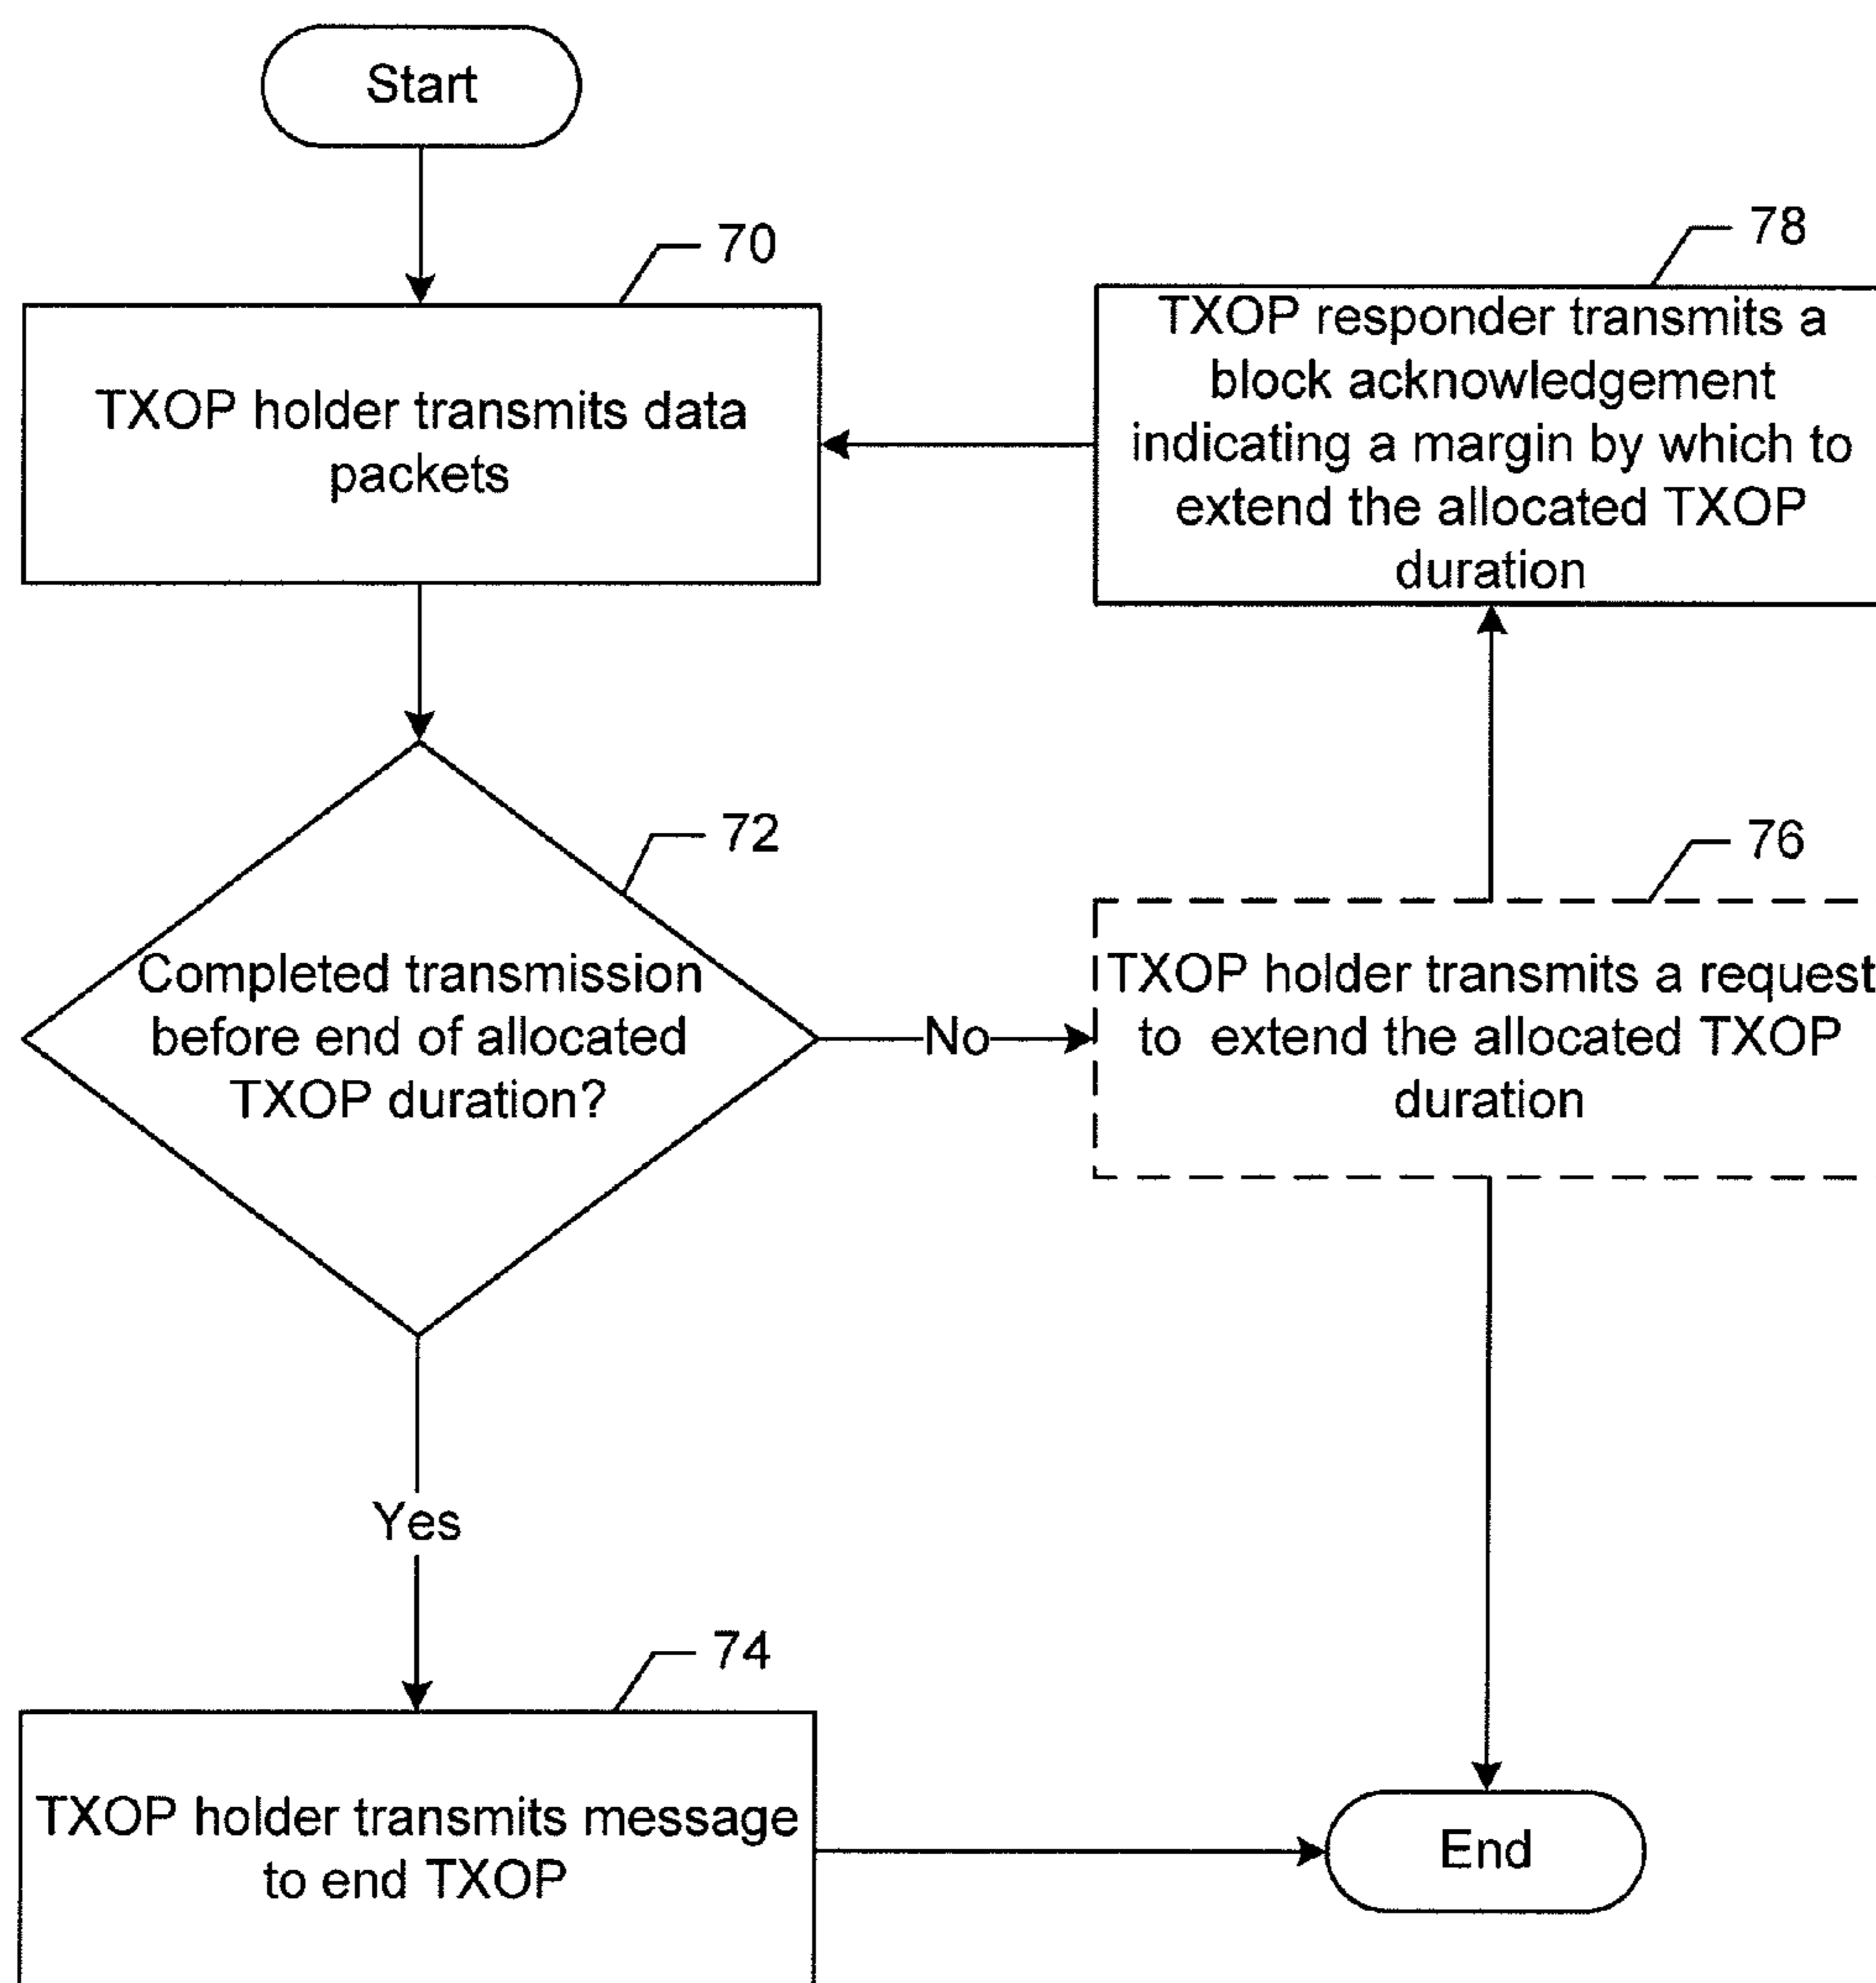 Start
70
TXOP holder transmits data
packets
78
TXOP responder transmits a
block acknowledgement
indicating a margin by which to
extend the allocated TXOP
duration
72
Completed transmission
before end of allocated
TXOP duration?
No
76
TXOP holder transmits a request
to extend the allocated TXOP
duration
Yes
74
TXOP holder transmits message
to end TXOP
End